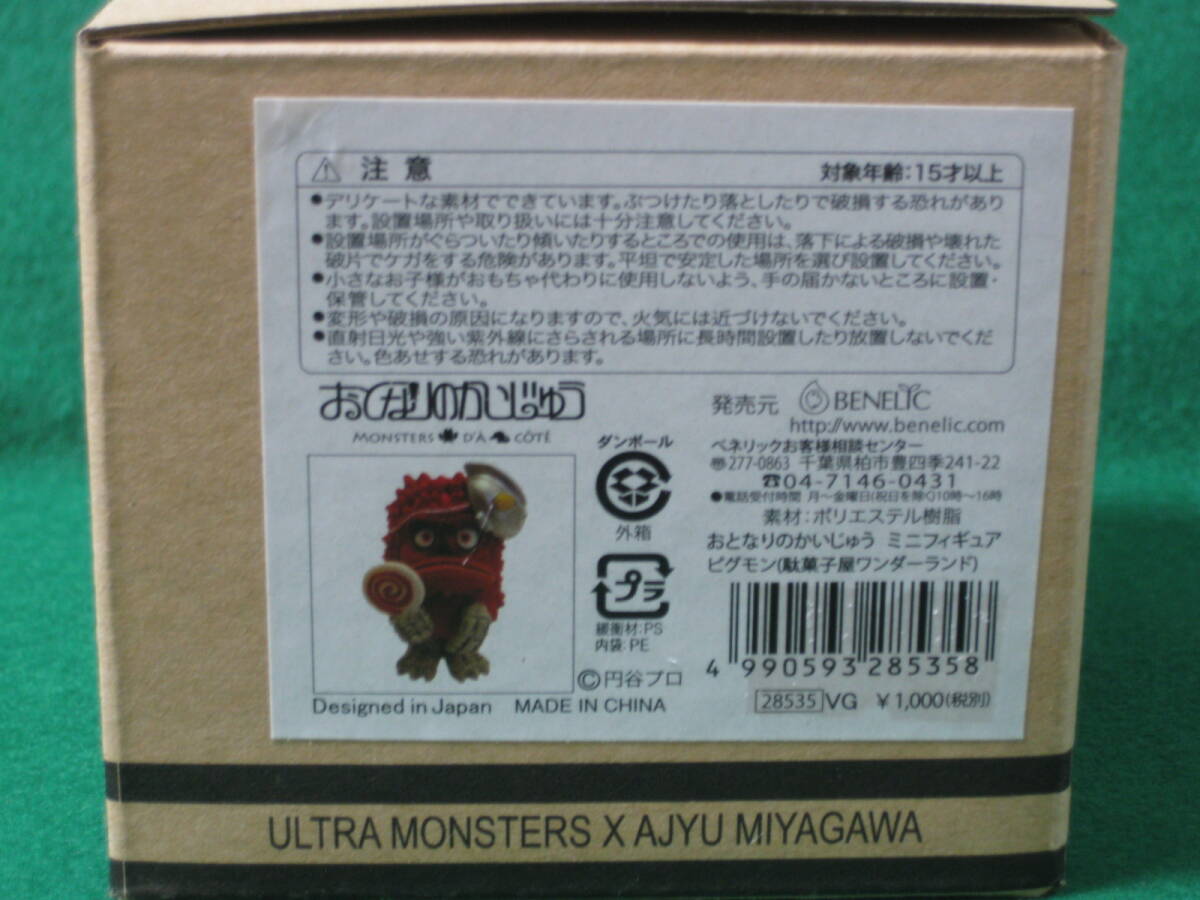 注意 対象年齢:15才以上
●デリケートな素材でできています。ぶつけたり落としたりで破損する恐れがあり
ます。設置場所や取り扱いには十分注意してください。
●設置場所がぐらついたり傾いたりするところでの使用は、落下による破損や壊れた
破片でケガをする危険があります。平坦で安定した場所を選び設置してください。
●小さなお子様がおもちゃ代わりに使用しないよう、手の届かないところに設置・
保管してください。
●変形や破損の原因になりますので、火気には近づけないでください。
●直射日光や強い紫外線にさらされる場所に長時間設置したり放置しないでくだ
さい。色あせする恐れがあります。
おとなりのかいじゅう
MONSTERS D'À CÔTÉ
発売元 BENELIC
http://www.benelic.com
ベネリックお客様相談センター
〠277-0863 千葉県柏市豊四季241-22
☎04-7146-0431
●電話受付時間 月〜金曜日(祝日を除く)10時〜16時
素材:ポリエステル樹脂
おとなりのかいじゅう ミニフィギュア
ピグモン(駄菓子屋ワンダーランド)
ダンボール
外箱
プラ
緩衝材:PS
内袋:PE
4 990593 285358
©円谷プロ
Designed in Japan MADE IN CHINA
28535 VG ¥1,000(税別)
ULTRA MONSTERS X AJYU MIYAGAWA